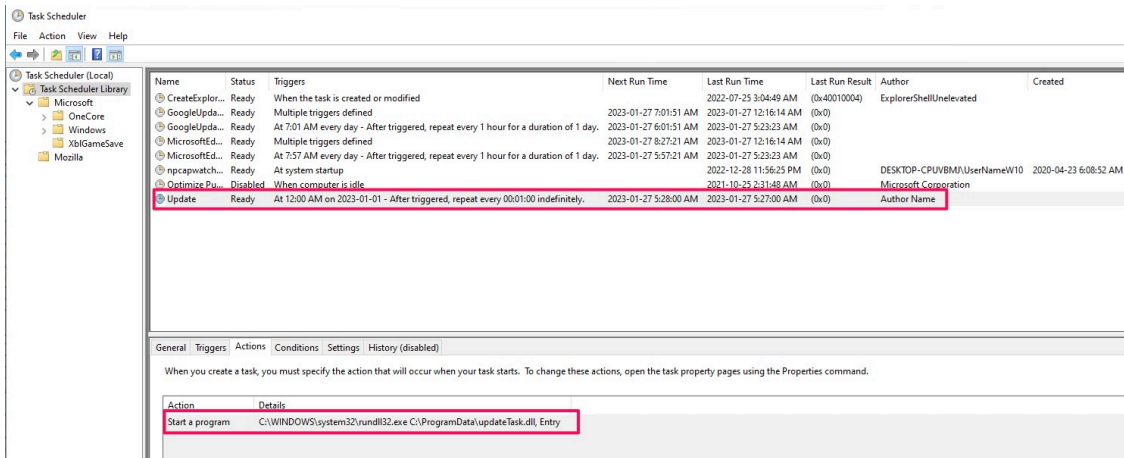 Task Scheduler
File Action View Help
Task Scheduler (Local)
Task Scheduler Library
Microsoft
OneCore
Windows
XblGameSave
Mozilla
Name Status Triggers Next Run Time Last Run Time Last Run Result Author Created
CreateExplor... Ready When the task is created or modified 2022-07-25 3:04:49 AM (0x40010004) ExplorerShellUnelevated
GoogleUpda... Ready Multiple triggers defined 2023-01-27 7:01:51 AM 2023-01-27 12:16:14 AM (0x0)
GoogleUpda... Ready At 7:01 AM every day - After triggered, repeat every 1 hour for a duration of 1 day. 2023-01-27 6:01:51 AM 2023-01-27 5:23:23 AM (0x0)
MicrosoftEd... Ready Multiple triggers defined 2023-01-27 8:27:21 AM 2023-01-27 12:16:14 AM (0x0)
MicrosoftEd... Ready At 7:57 AM every day - After triggered, repeat every 1 hour for a duration of 1 day. 2023-01-27 5:57:21 AM 2023-01-27 5:23:23 AM (0x0)
npcapwatch... Ready At system startup 2022-12-28 11:56:25 PM (0x0) DESKTOP-CPUVBMJ\UserNameW10 2020-04-23 6:08:52 AM
Optimize Pu... Disabled When computer is idle 2021-10-25 2:31:48 AM (0x0) Microsoft Corporation
Update Ready At 12:00 AM on 2023-01-01 - After triggered, repeat every 00:01:00 indefinitely. 2023-01-27 5:28:00 AM 2023-01-27 5:27:00 AM (0x0) Author Name
General Triggers Actions Conditions Settings History (disabled)
When you create a task, you must specify the action that will occur when your task starts. To change these actions, open the task property pages using the Properties command.
Action Details
Start a program C:\WINDOWS\system32\rundll32.exe C:\ProgramData\updateTask.dll, Entry